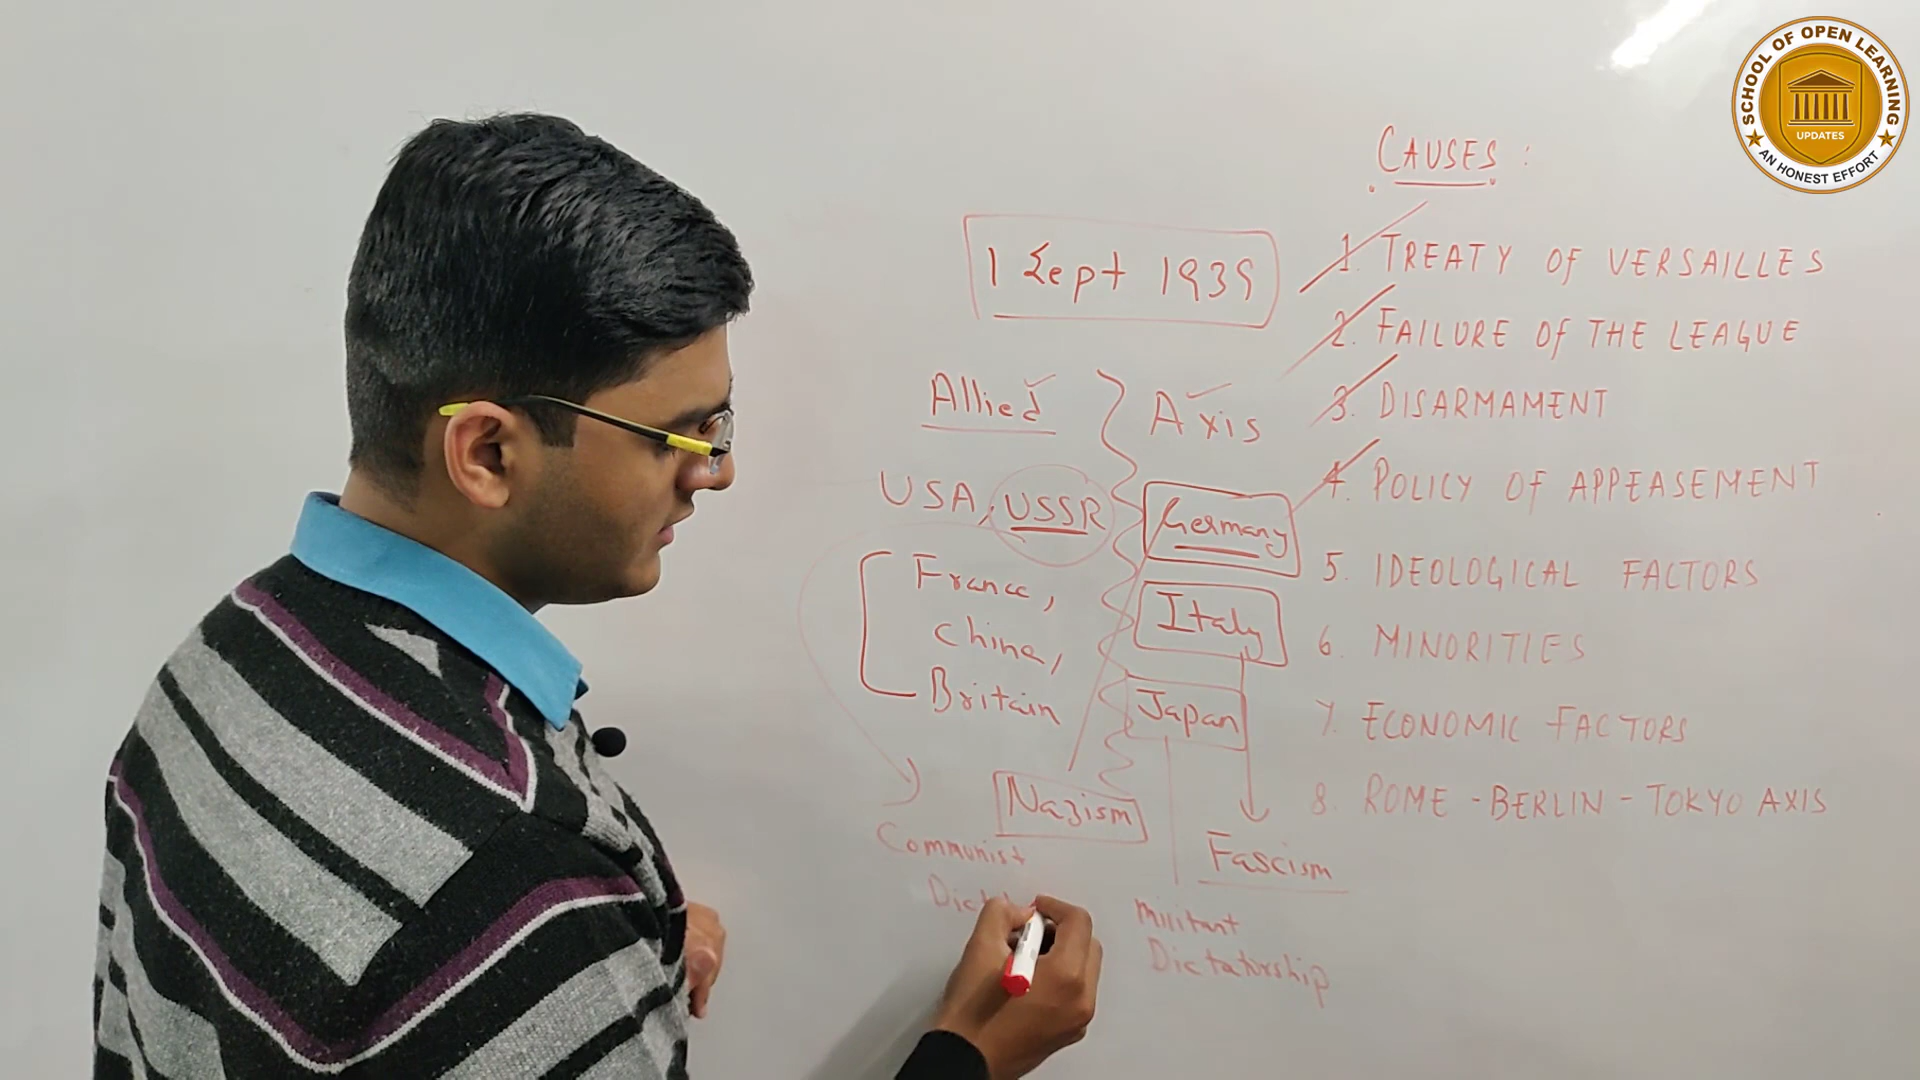 SCHOOL OF OPEN LEARNING
UPDATES
AN HONEST EFFORT
CAUSES :
1 Sept 1939
1. TREATY OF VERSAILLES
2. FAILURE OF THE LEAGUE
3. DISARMAMENT
4. POLICY OF APPEASEMENT
5. IDEOLOGICAL FACTORS
6 MINORITIES
7. ECONOMIC FACTORS
8. ROME - BERLIN - TOKYO AXIS
Allied
USA, USSR
France,
China,
Britain
Axis
Germany
Italy
Japan
Nazism
Fascism
Communist
Militant
Dictatorship